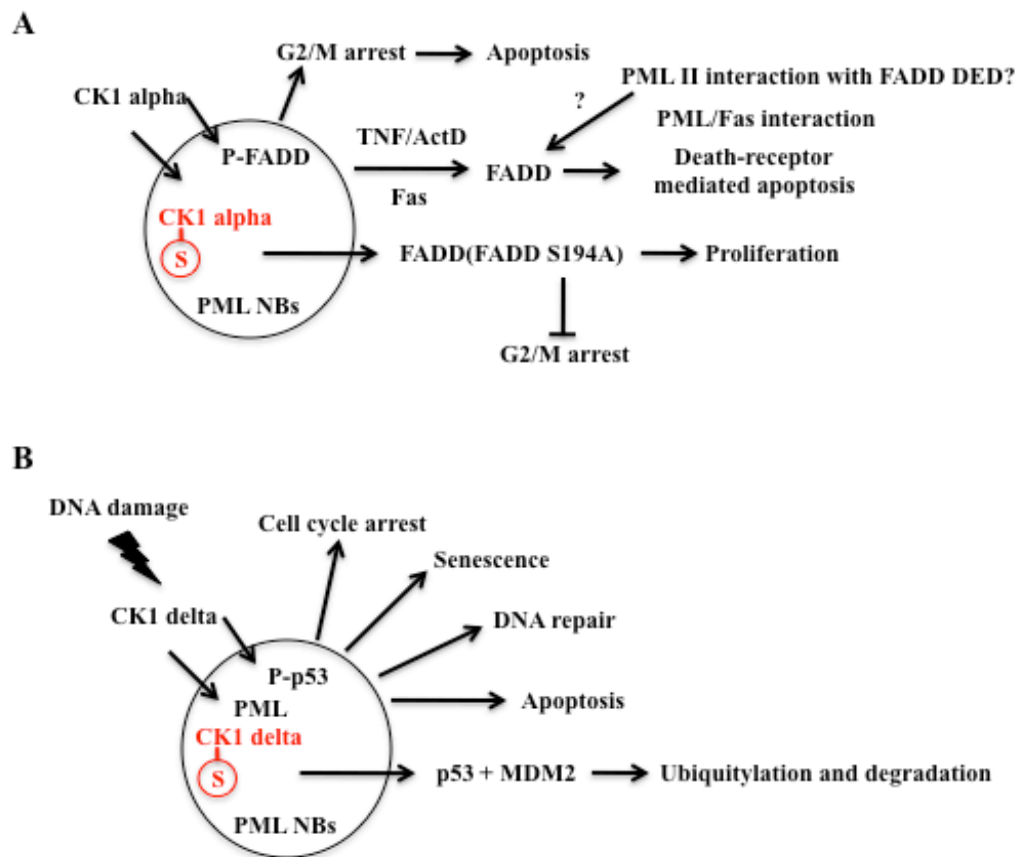 A
G2/M arrest
Apoptosis
PML II interaction with FADD DED?
CK1 alpha
?
PML/Fas interaction
P-FADD
TNF/ActD
FADD
Death-receptor
mediated apoptosis
Fas
CK1 alpha
S
FADD(FADD S194A)
Proliferation
PML NBs
G2/M arrest
B
DNA damage
Cell cycle arrest
Senescence
CK1 delta
DNA repair
P-p53
PML
Apoptosis
CK1 delta
S
p53 + MDM2
Ubiquitylation and degradation
PML NBs